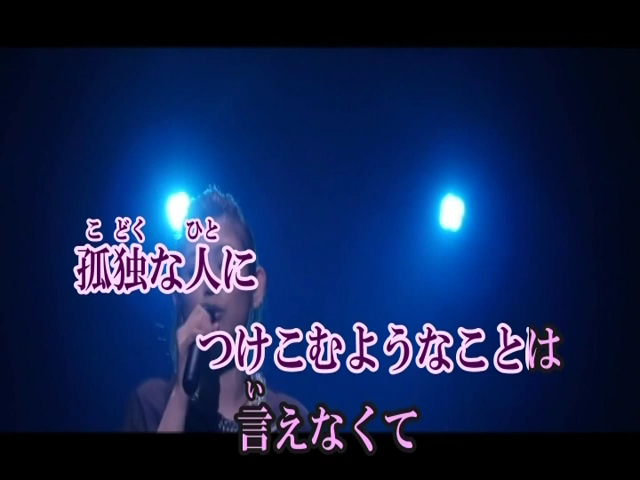 こ どく ひと
孤独な人に
つけこむようなことは
い
言えなくて